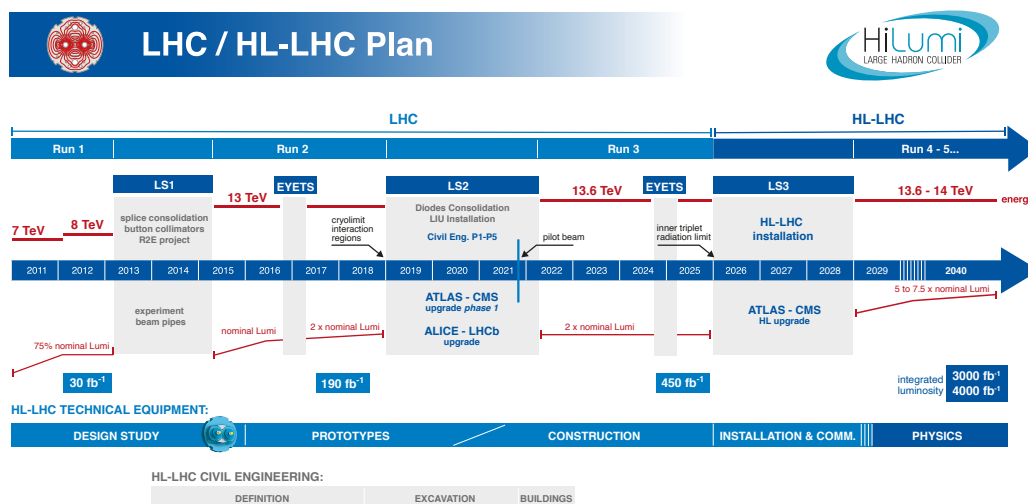 LHC / HL-LHC Plan
HiLumi
LARGE HADRON COLLIDER
LHC
HL-LHC
Run 1
Run 2
Run 3
Run 4 - 5...
LS1
EYETS
LS2
EYETS
LS3
7 TeV
8 TeV
13 TeV
13.6 TeV
13.6 - 14 TeV
energ
splice consolidation
button collimators
R2E project
cryolimit
interaction
regions
Diodes Consolidation
LIU Installation
Civil Eng. P1-P5
pilot beam
inner triplet
radiation limit
HL-LHC
installation
2011
2012
2013
2014
2015
2016
2017
2018
2019
2020
2021
2022
2023
2024
2025
2026
2027
2028
2029
2040
5 to 7.5 x nominal Lumi
experiment
beam pipes
ATLAS - CMS
upgrade phase 1
ALICE - LHCb
upgrade
ATLAS - CMS
HL upgrade
75% nominal Lumi
nominal Lumi
2 x nominal Lumi
2 x nominal Lumi
30 fb-1
190 fb-1
450 fb-1
integrated
luminosity
3000 fb-1
4000 fb-1
HL-LHC TECHNICAL EQUIPMENT:
DESIGN STUDY
PROTOTYPES
CONSTRUCTION
INSTALLATION & COMM.
PHYSICS
HL-LHC CIVIL ENGINEERING:
DEFINITION
EXCAVATION
BUILDINGS